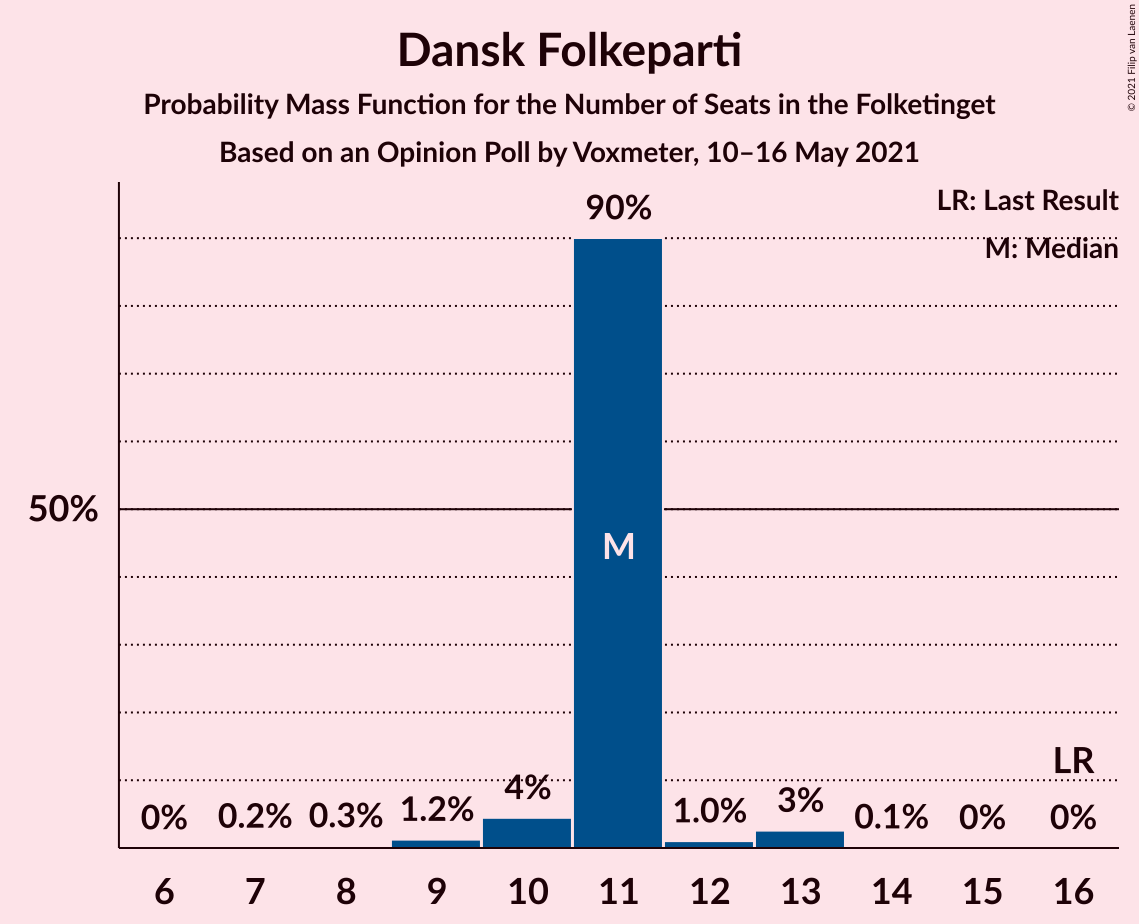 Dansk Folkeparti
Probability Mass Function for the Number of Seats in the Folketinget
Based on an Opinion Poll by Voxmeter, 10–16 May 2021
© 2021 Filip van Laenen
LR: Last Result
M: Median
90%
50%
M
LR
0% 0.2% 0.3% 1.2% 4% 1.0% 3% 0.1% 0% 0%
6 7 8 9 10 11 12 13 14 15 16